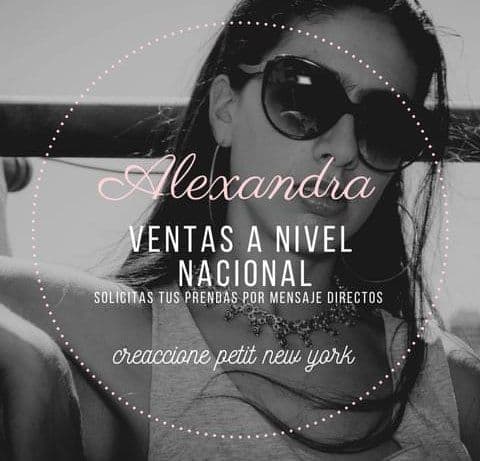 Alexandra
VENTAS A NIVEL
NACIONAL
SOLICITAS TUS PRENDAS POR MENSAJE DIRECTOS
creaccione petit new york